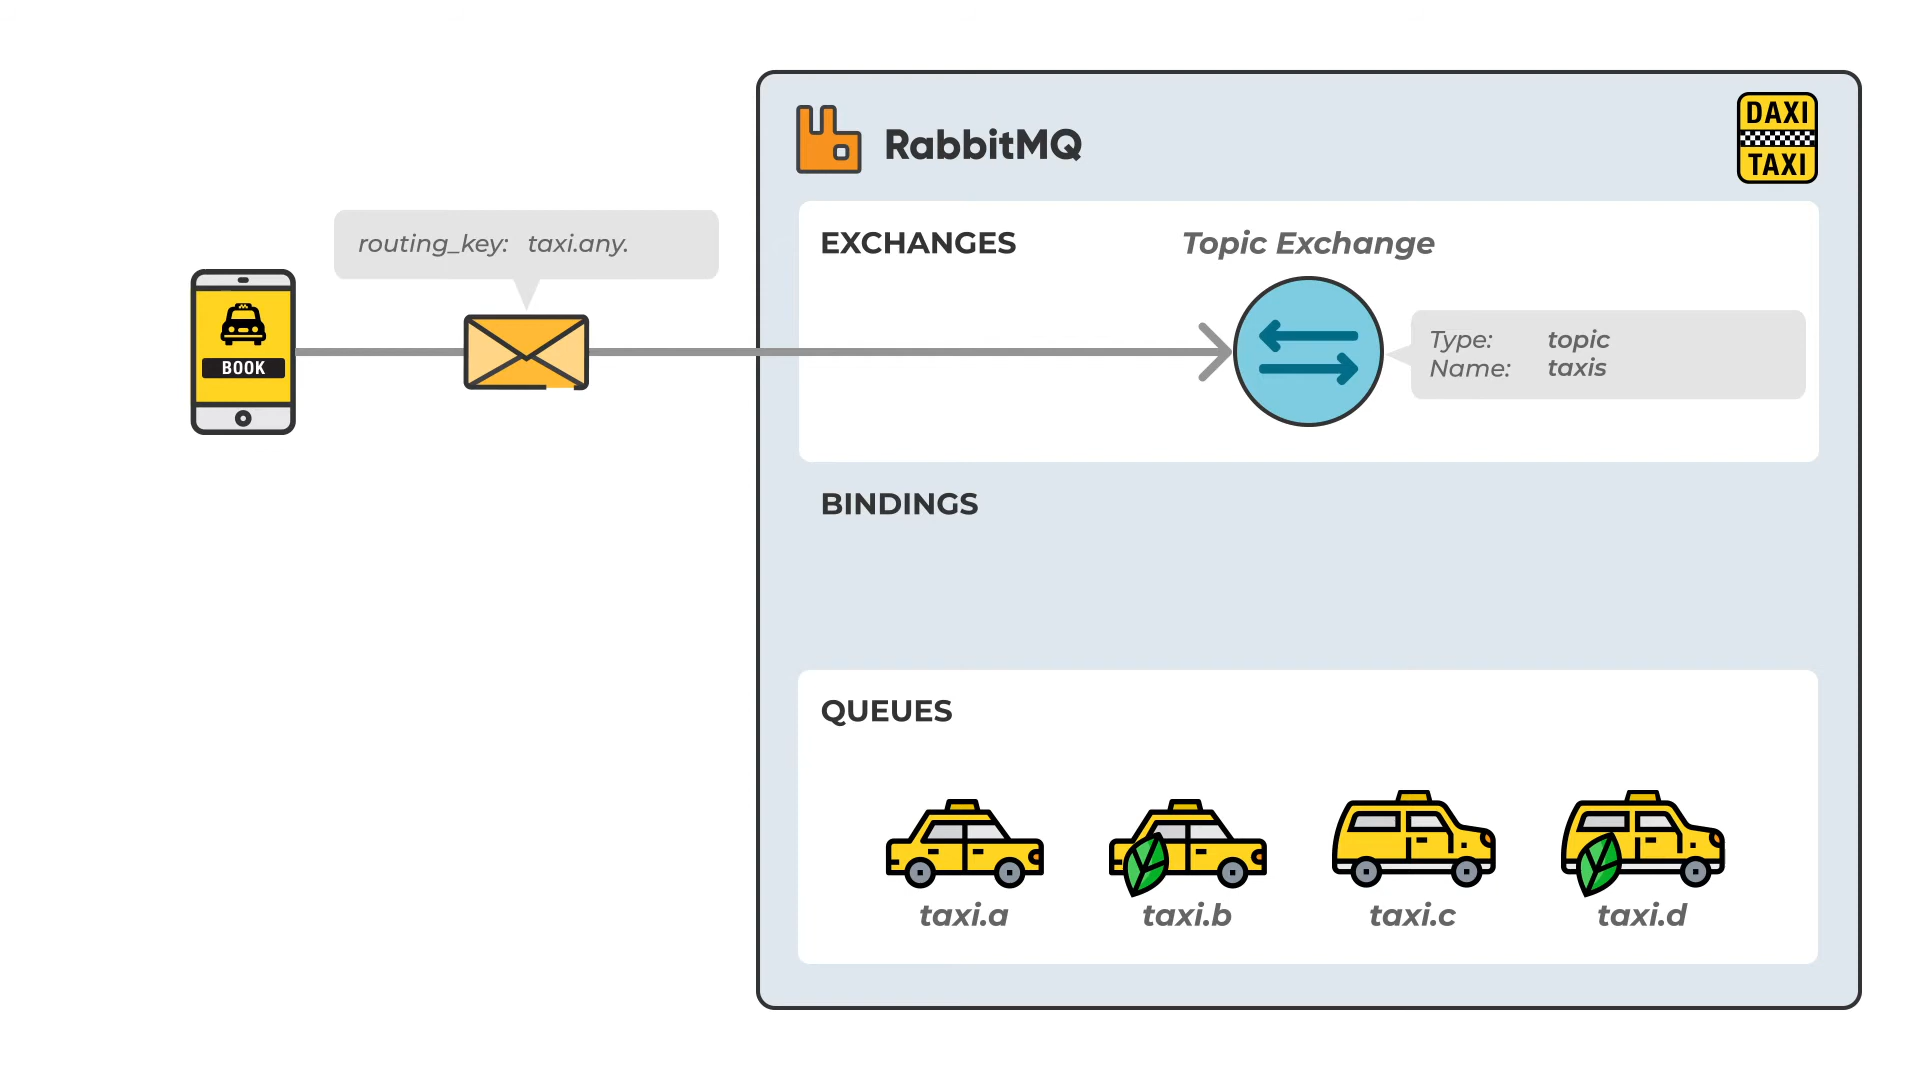 RabbitMQ
DAXI
TAXI
routing_key: taxi.any.
EXCHANGES
Topic Exchange
BOOK
Type: topic
Name: taxis
BINDINGS
QUEUES
taxi.a
taxi.b
taxi.c
taxi.d